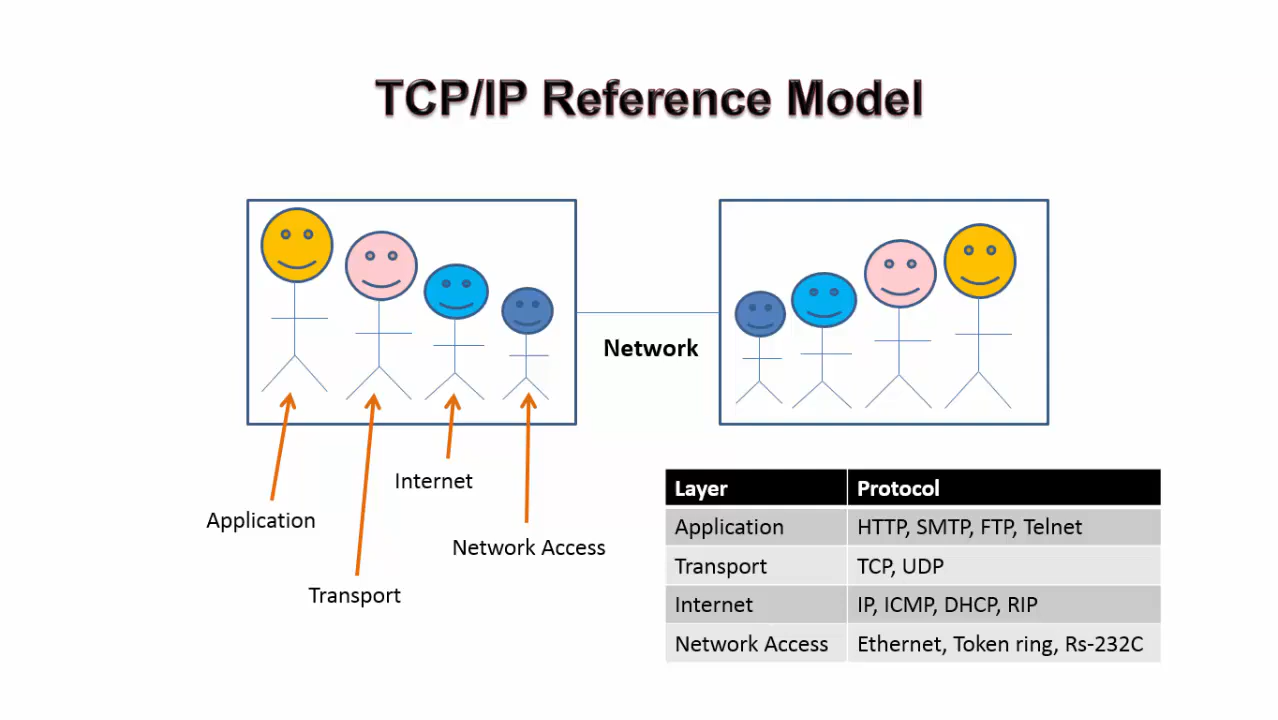 TCP/IP Reference Model
Network
Internet
Application
Network Access
Transport
Layer Protocol
Application HTTP, SMTP, FTP, Telnet
Transport TCP, UDP
Internet IP, ICMP, DHCP, RIP
Network Access Ethernet, Token ring, Rs-232C